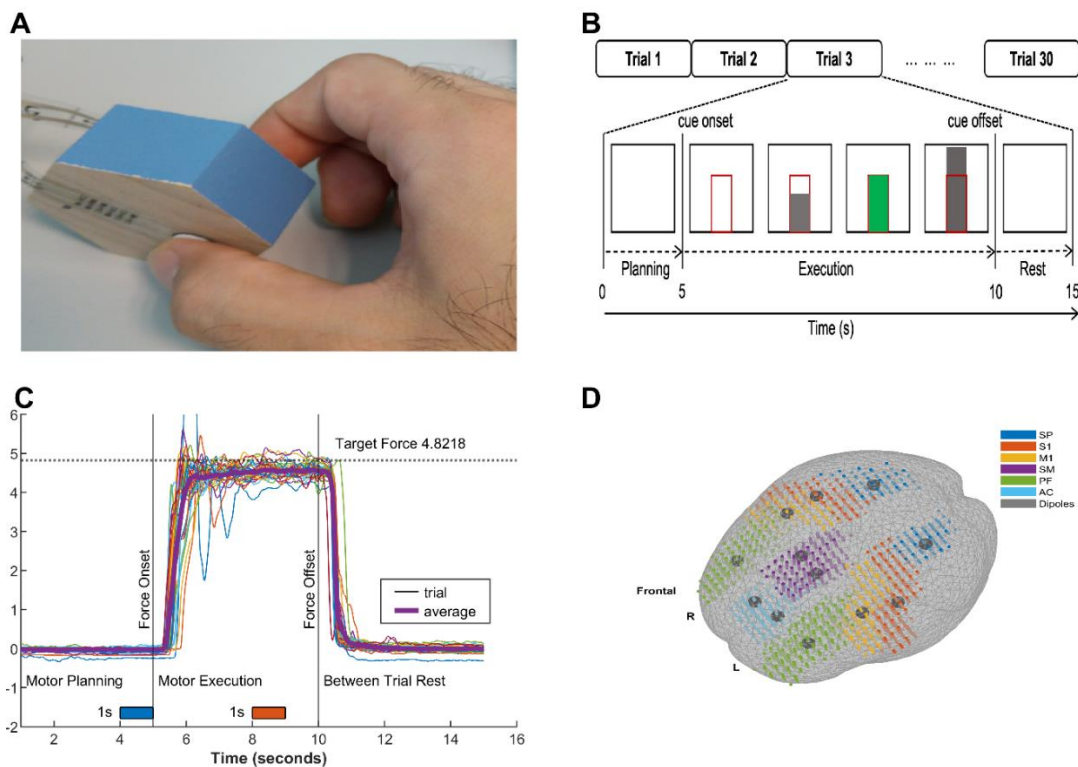 A
B
Trial 1
Trial 2
Trial 3
... ... ...
Trial 30
cue onset
cue offset
Planning
Execution
Rest
0
5
10
15
Time (s)
C
6
5
4
3
2
1
0
-1
-2
Target Force 4.8218
Force Onset
Force Offset
trial
average
Motor Planning
Motor Execution
Between Trial Rest
1s
1s
2
4
6
8
10
12
14
16
Time (seconds)
D
SP
S1
M1
SM
PF
AC
Dipoles
Frontal
R
L